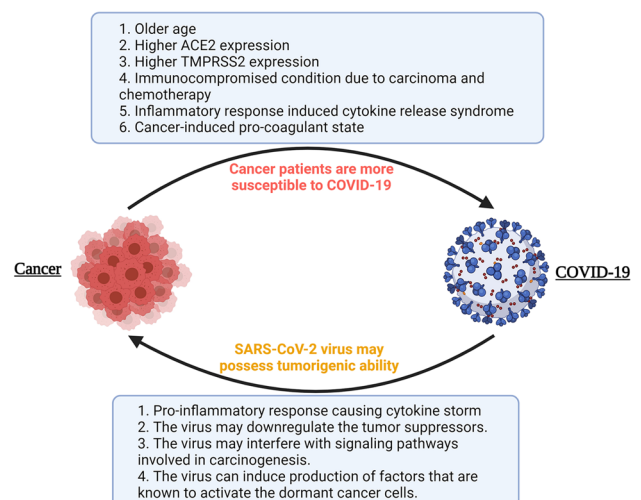 1. Older age
2. Higher ACE2 expression
3. Higher TMPRSS2 expression
4. Immunocompromised condition due to carcinoma and
chemotherapy
5. Inflammatory response induced cytokine release syndrome
6. Cancer-induced pro-coagulant state
Cancer patients are more
susceptible to COVID-19
Cancer
COVID-19
SARS-CoV-2 virus may
possess tumorigenic ability
1. Pro-inflammatory response causing cytokine storm
2. The virus may downregulate the tumor suppressors.
3. The virus may interfere with signaling pathways
involved in carcinogenesis.
4. The virus can induce production of factors that are
known to activate the dormant cancer cells.